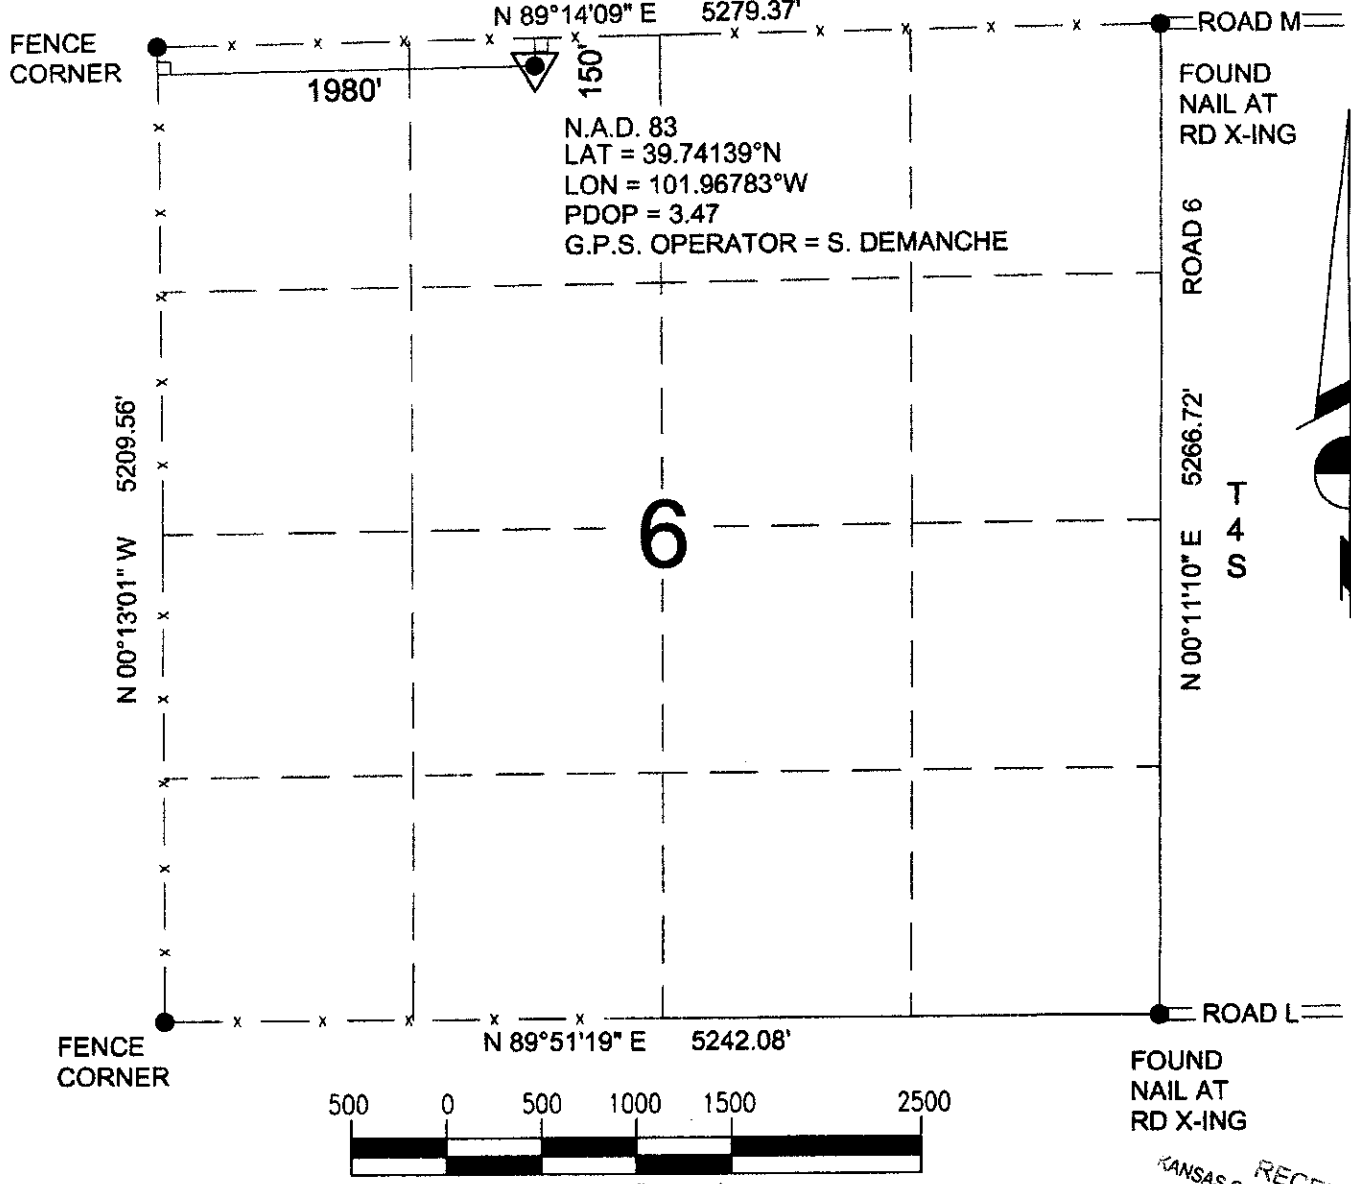 N 89°14'09" E 5279.37'
ROAD M
FENCE
CORNER
1980'
150'
FOUND
NAIL AT
RD X-ING
N.A.D. 83
LAT = 39.74139°N
LON = 101.96783°W
PDOP = 3.47
G.P.S. OPERATOR = S. DEMANCHE
ROAD 6
N 00°13'01" W 5209.56'
6
N 00°11'10" E 5266.72'
T
4
S
ROAD L
N 89°51'19" E 5242.08'
FENCE
CORNER
FOUND
NAIL AT
RD X-ING
500 0 500 1000 1500 2500
KANSAS